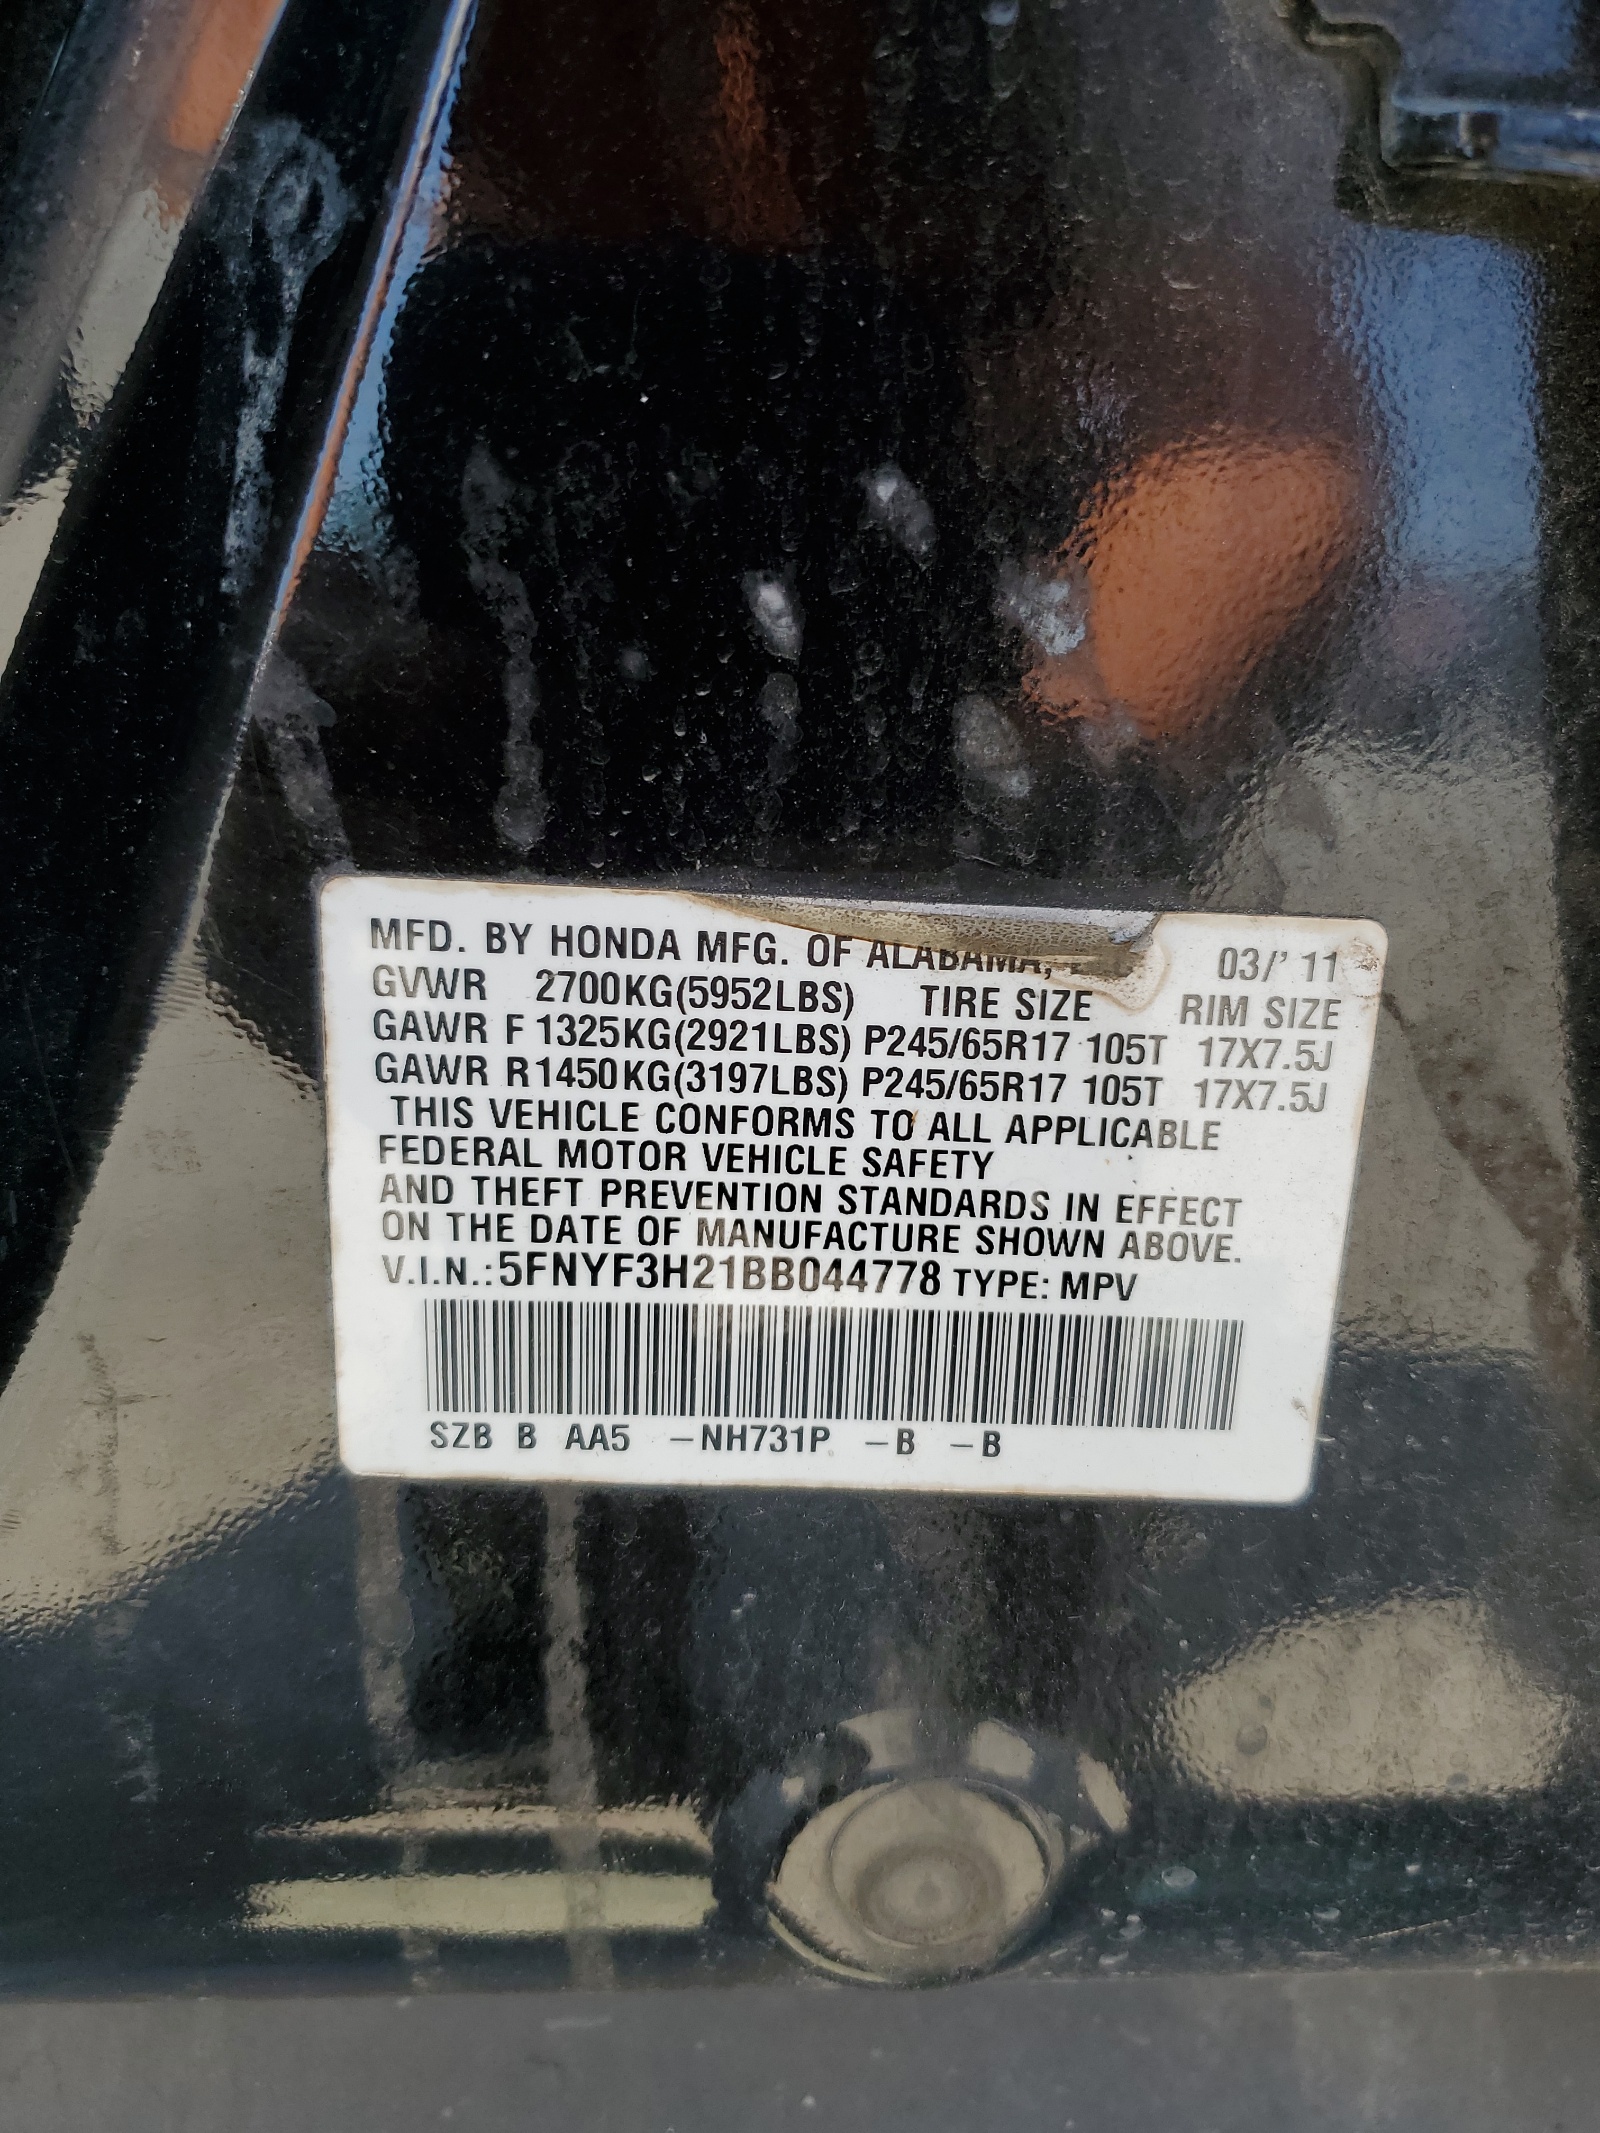 MFD. BY HONDA MFG. OF ALABAMA, 03/' 11
GVWR 2700KG(5952LBS) TIRE SIZE RIM SIZE
GAWR F 1325KG(2921LBS) P245/65R17 105T 17X7.5J
GAWR R1450KG(3197LBS) P245/65R17 105T 17X7.5J
THIS VEHICLE CONFORMS TO ALL APPLICABLE
FEDERAL MOTOR VEHICLE SAFETY
AND THEFT PREVENTION STANDARDS IN EFFECT
ON THE DATE OF MANUFACTURE SHOWN ABOVE.
V.I.N.:5FNYF3H21BB044778 TYPE: MPV
SZB B AA5 -NH731P -B -B